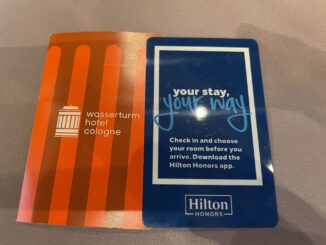 wasserturm
hotel
cologne
your stay,
your way
Check in and choose
your room before you
arrive. Download the
Hilton Honors app.
Hilton
HONORS